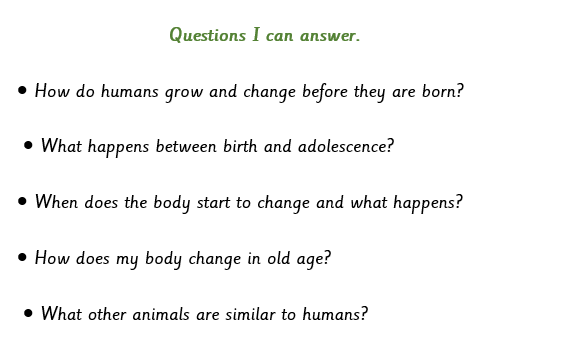 Questions I can answer.
• How do humans grow and change before they are born?
• What happens between birth and adolescence?
• When does the body start to change and what happens?
• How does my body change in old age?
• What other animals are similar to humans?